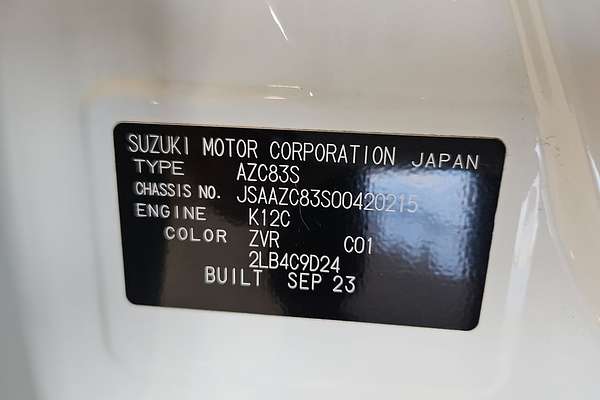 SUZUKI MOTOR CORPORATION JAPAN
TYPE AZC83S
CHASSIS NO. JSAAZC83S00420215
ENGINE K12C
COLOR ZVR C01
2LB4C9D24
BUILT SEP 23